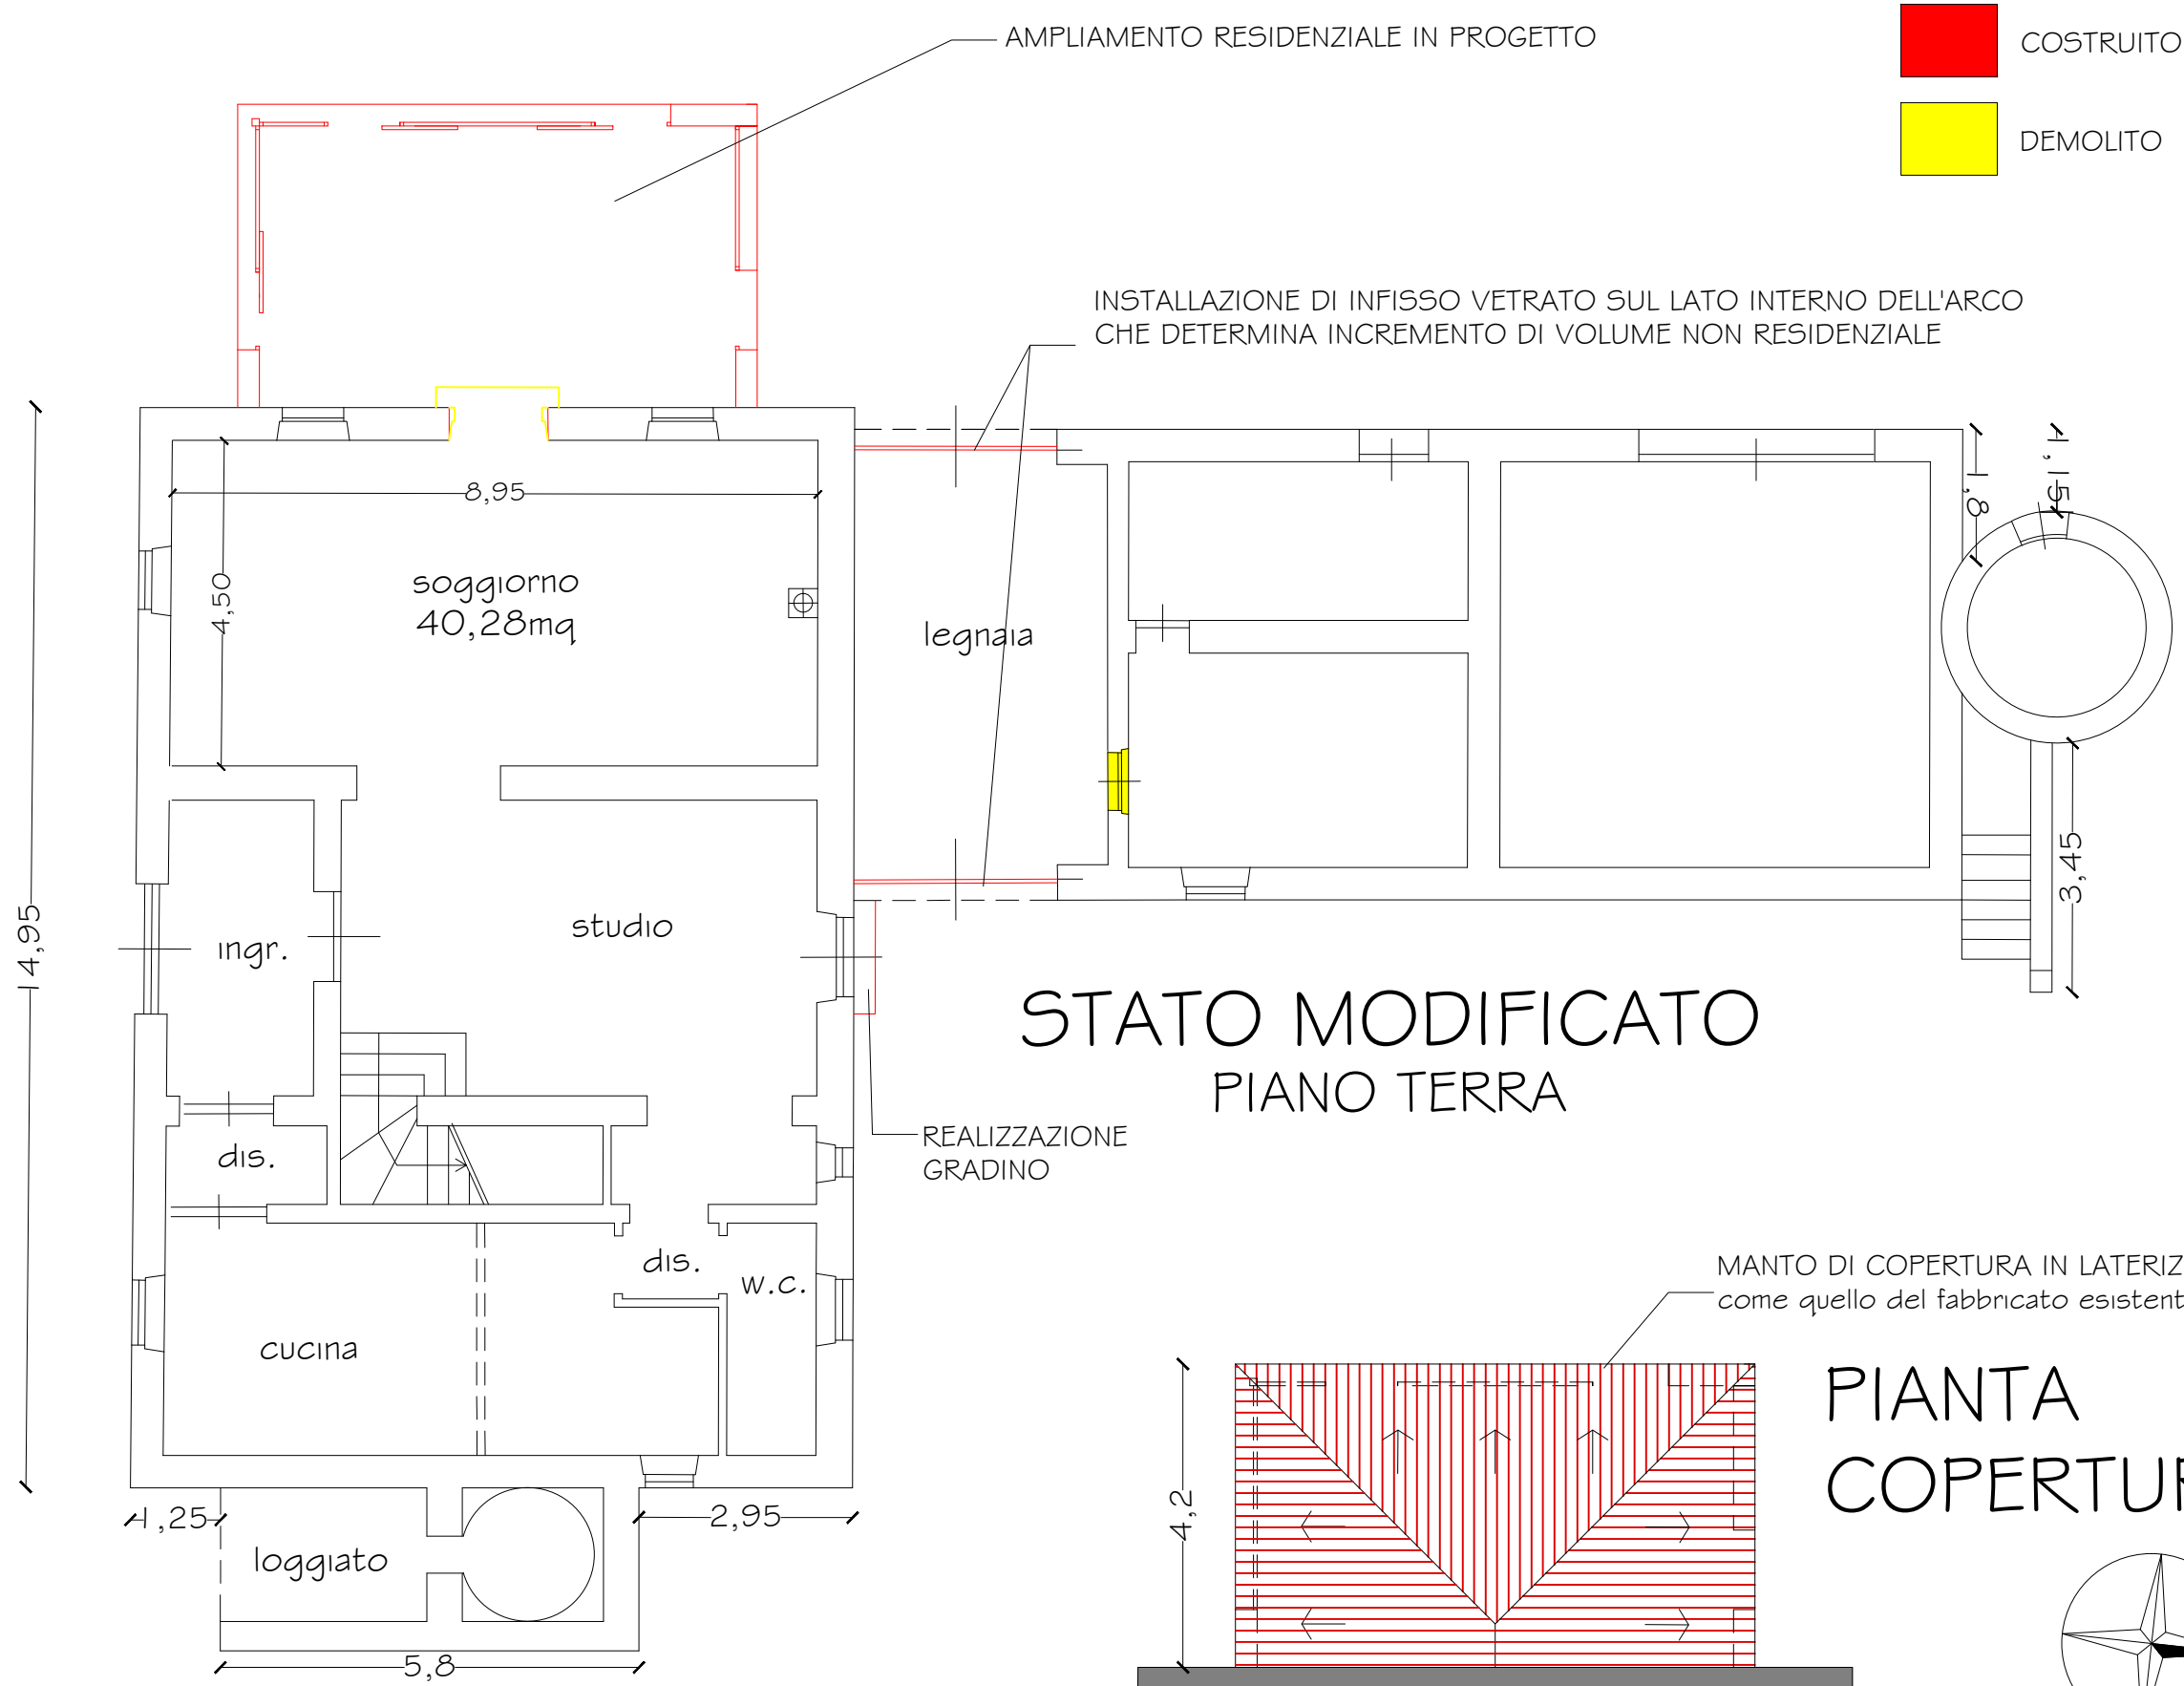 AMPLIAMENTO RESIDENZIALE IN PROGETTO
COSTRUITO
DEMOLITO
INSTALLAZIONE DI INFISSO VETRATO SUL LATO INTERNO DELL'ARCO
CHE DETERMINA INCREMENTO DI VOLUME NON RESIDENZIALE
1,8
1,15
8,95
4,50
soggiorno
40,28mq
legnaia
14,95
3,45
ingr.
studio
STATO MODIFICATO
PIANO TERRA
REALIZZAZIONE
GRADINO
dis.
dis.
w.c.
cucina
MANTO DI COPERTURA IN LATERIZ
come quello del fabbricato esistent
PIANTA
COPERTUR
4,2
1,25
2,95
loggiato
5,8